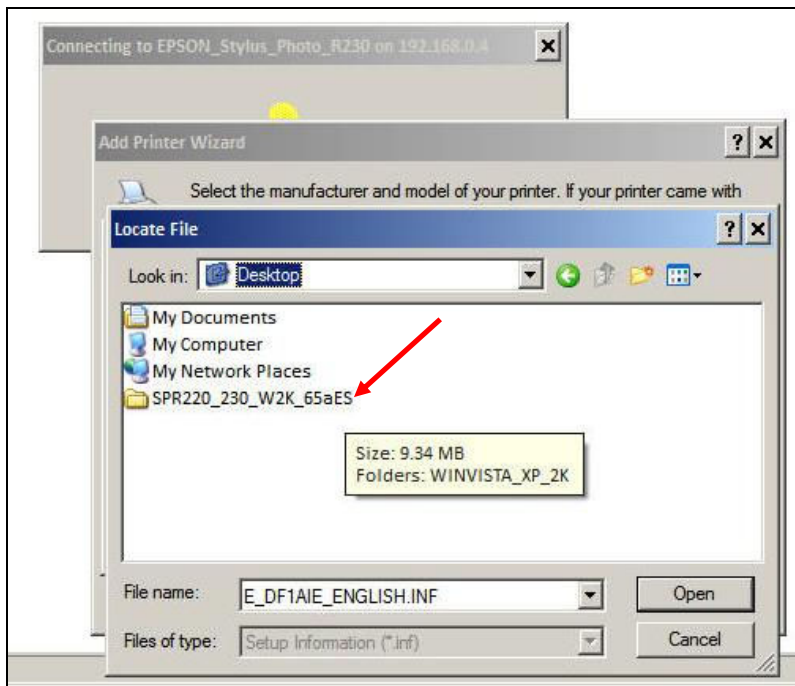 Connecting to EPSON_Stylus_Photo_R230 on 192.168.0.4
Add Printer Wizard
Select the manufacturer and model of your printer. If your printer came with
Locate File
Look in: Desktop
My Documents
My Computer
My Network Places
SPR220_230_W2K_65aES
Size: 9.34 MB
Folders: WINVISTA_XP_2K
File name: E_DF1AIE_ENGLISH.INF Open
Files of type: Setup Information (*.inf) Cancel